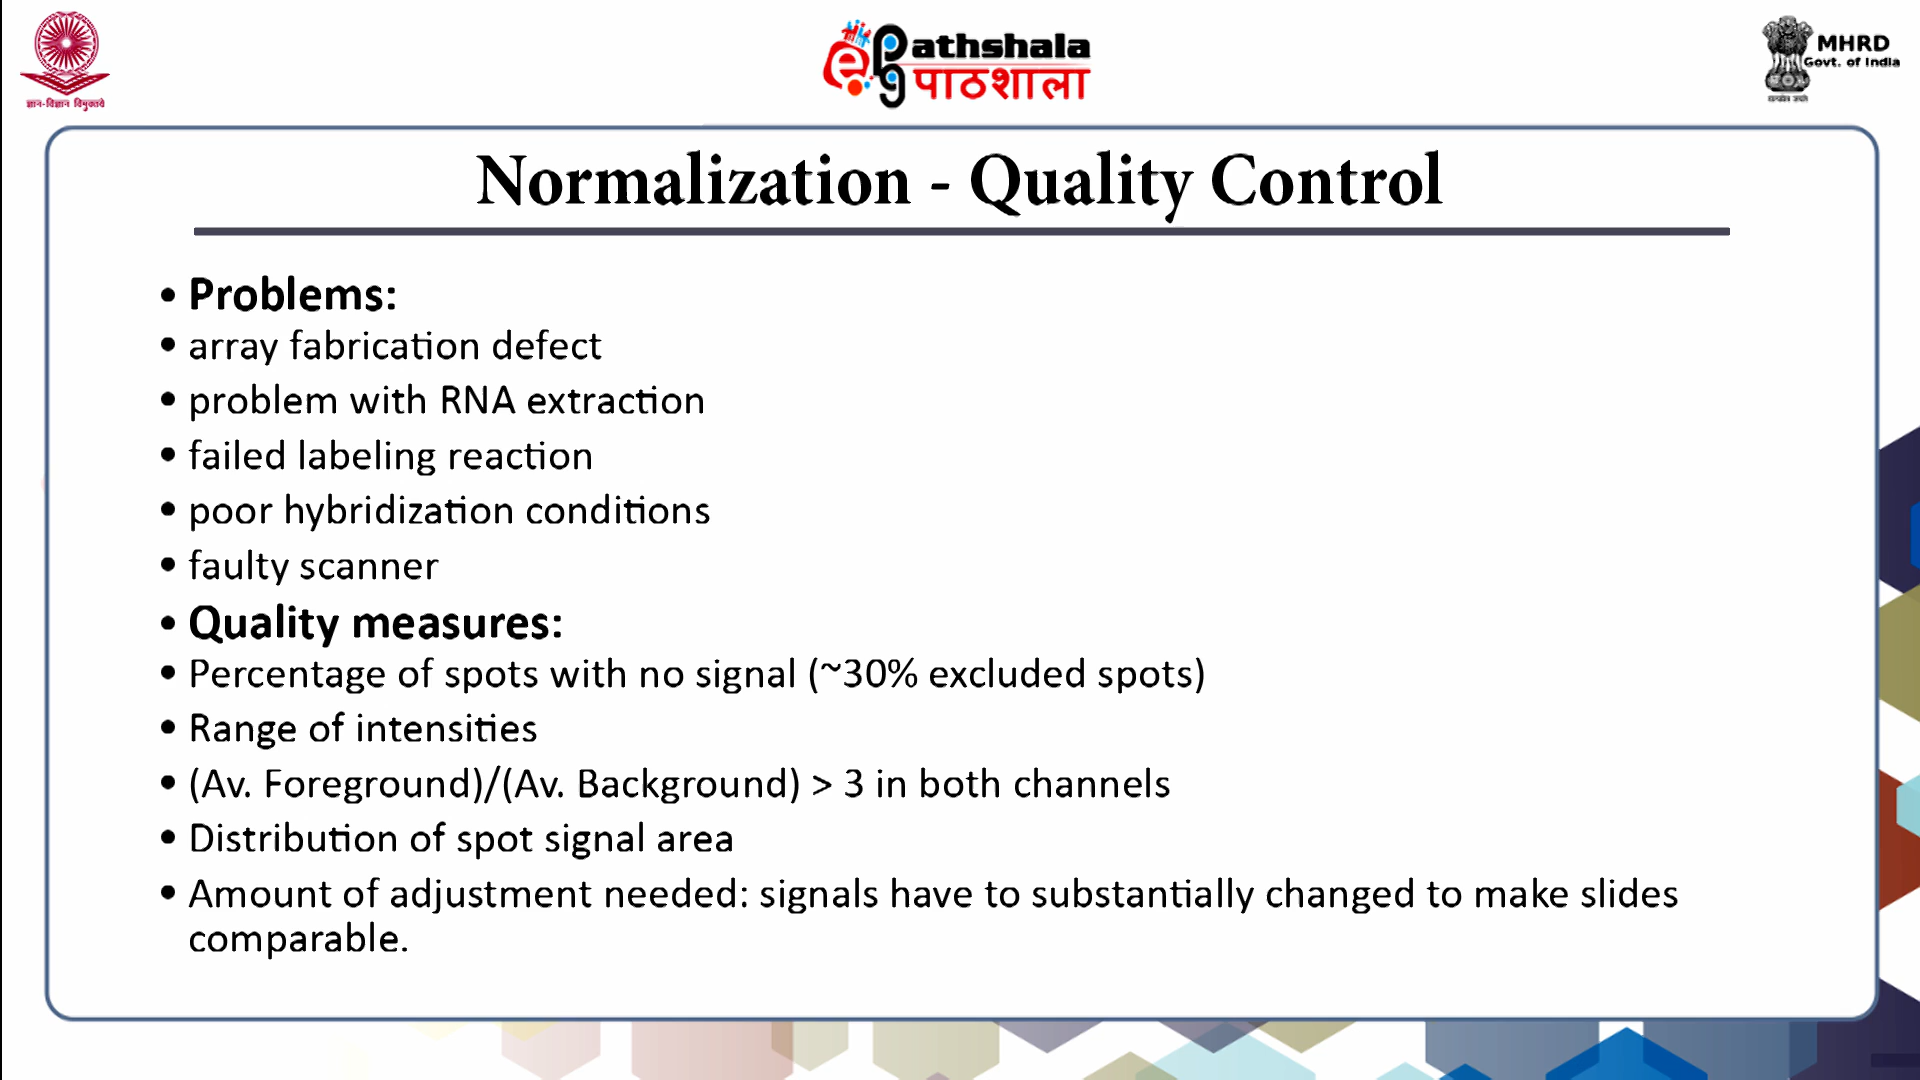 ज्ञान-विज्ञान विमुक्तये
ePG Pathshala
पाठशाला
MHRD
Govt. of India
Normalization - Quality Control
• Problems:
• array fabrication defect
• problem with RNA extraction
• failed labeling reaction
• poor hybridization conditions
• faulty scanner
• Quality measures:
• Percentage of spots with no signal (~30% excluded spots)
• Range of intensities
• (Av. Foreground)/(Av. Background) > 3 in both channels
• Distribution of spot signal area
• Amount of adjustment needed: signals have to substantially changed to make slides
comparable.